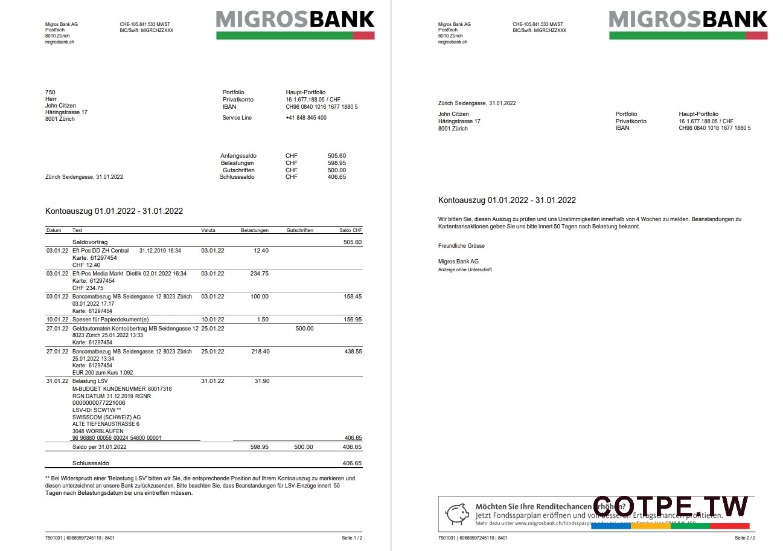 Migros Bank AG
Postfach
8010 Zürich
migrosbank.ch
CHE-105.841.533 MWST
BIC/Swift: MIGRCHZZXXX
MIGROSBANK
750
Herr
John Citizen
Häringstrasse 17
8001 Zürich
Portfolio Haupt-Portfolio
Privatkonto 16 1.677.188.05 / CHF
IBAN CH96 0840 1016 1677 1880 5
Service Line +41 848 845 400
Anfangssaldo CHF 505.60
Belastungen CHF 598.95
Gutschriften CHF 500.00
Zürich Seidengasse, 31.01.2022 Schlusssaldo CHF 406.65
Kontoauszug 01.01.2022 - 31.01.2022
Datum Text Valuta Belastungen Gutschriften Saldo CHF
Saldovortrag 505.60
03.01.22 Eft-Pos DD ZH Central 31.12.2019 16:34 03.01.22 12.40
Karte: 61297454
CHF 12.40
03.01.22 Eft-Pos Media Markt Dietlik 02.01.2022 16:34 03.01.22 234.75
Karte: 61297454
CHF 234.75
03.01.22 Bancomatbezug MB Seidengasse 12 8023 Zürich 03.01.22 100.00 158.45
03.01.2022 17:17
Karte: 61297454
10.01.22 Spesen für Papierdokument(e) 10.01.22 1.50 156.95
27.01.22 Geldautomaten Kontoübertrag MB Seidengasse 12 25.01.22 500.00
8023 Zürich 25.01.2022 13:33
Karte: 61297454
27.01.22 Bancomatbezug MB Seidengasse 12 8023 Zürich 25.01.22 218.40 438.56
25.01.2022 13:34
Karte: 61297454
EUR 200 zum Kurs 1.092
31.01.22 Belastung LSV 31.01.22 31.90
M-BUDGET KUNDENUMMER 60017316
RGN.DATUM 31.12.2019 RGNR
0000000077221006
LSV-ID: SCW1W **
SWISSCOM (SCHWEIZ) AG
ALTE TIEFENAUSTRASSE 6
3048 WORBLAUFEN
96 96880 00056 00024 54600 00001 406.65
Saldo per 31.01.2022 598.95 500.00 406.65
Schlusssaldo 406.65
** Bei Widerspruch einer 'Belastung LSV' bitten wir Sie, die entsprechende Position auf Ihrem Kontoauszug zu markieren und
diesen unterzeichnet an unsere Bank zurückzusenden. Bitte beachten Sie, dass Beanstandungen für LSV-Einzüge innert 50
Tagen nach Belastungsdatum bei uns eintreffen müssen.
T501001 | 656808607248110 | 8401 Seite 1 / 2
Migros Bank AG
Postfach
8010 Zürich
migrosbank.ch
CHE-105.841.533 MWST
BIC/Swift: MIGRCHZZXXX
MIGROSBANK
Zürich Seidengasse, 31.01.2022
John Citizen
Häringstrasse 17
8001 Zürich
Portfolio Haupt-Portfolio
Privatkonto 16 1.677.188.05 / CHF
IBAN CH96 0840 1016 1677 1880 5
Kontoauszug 01.01.2022 - 31.01.2022
Wir bitten Sie, diesen Auszug zu prüfen und uns Unstimmigkeiten innerhalb von 4 Wochen zu melden. Beanstandungen zu
Kartentransaktionen geben Sie uns bitte innert 50 Tagen nach Belastung bekannt.
Freundliche Grüsse
Migros Bank AG
Anzeige ohne Unterschrift
Möchten Sie Ihre Renditechancen erhöhen?
Jetzt Fondssparplan eröffnen und von besseren Ertragschancen profitieren.
Mehr dazu unter www.migrosbank.ch/fondssparplan
COTPE.TW
T501001 | 656808607248110 | 8401 Seite 2 / 2